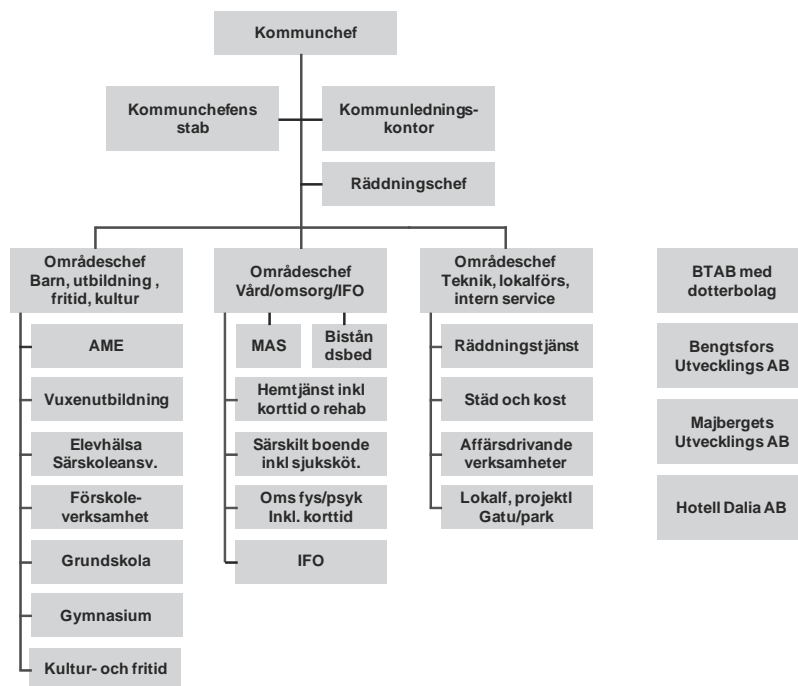 Kommunchef
Kommunchefens
stab
Kommunlednings-
kontor
Räddningschef
Områdeschef
Barn, utbildning ,
fritid, kultur
AME
Vuxenutbildning
Elevhälsa
Särskoleansv.
Förskole-
verksamhet
Grundskola
Gymnasium
Kultur- och fritid
Områdeschef
Vård/omsorg/IFO
MAS
Bistån
dsbed
Hemtjänst inkl
korttid o rehab
Särskilt boende
inkl sjuksköt.
Oms fys/psyk
Inkl. korttid
IFO
Områdeschef
Teknik, lokalförs,
intern service
Räddningstjänst
Städ och kost
Affärsdrivande
verksamheter
Lokalf, projektl
Gatu/park
BTAB med
dotterbolag
Bengtsfors
Utvecklings AB
Majbergets
Utvecklings AB
Hotell Dalia AB